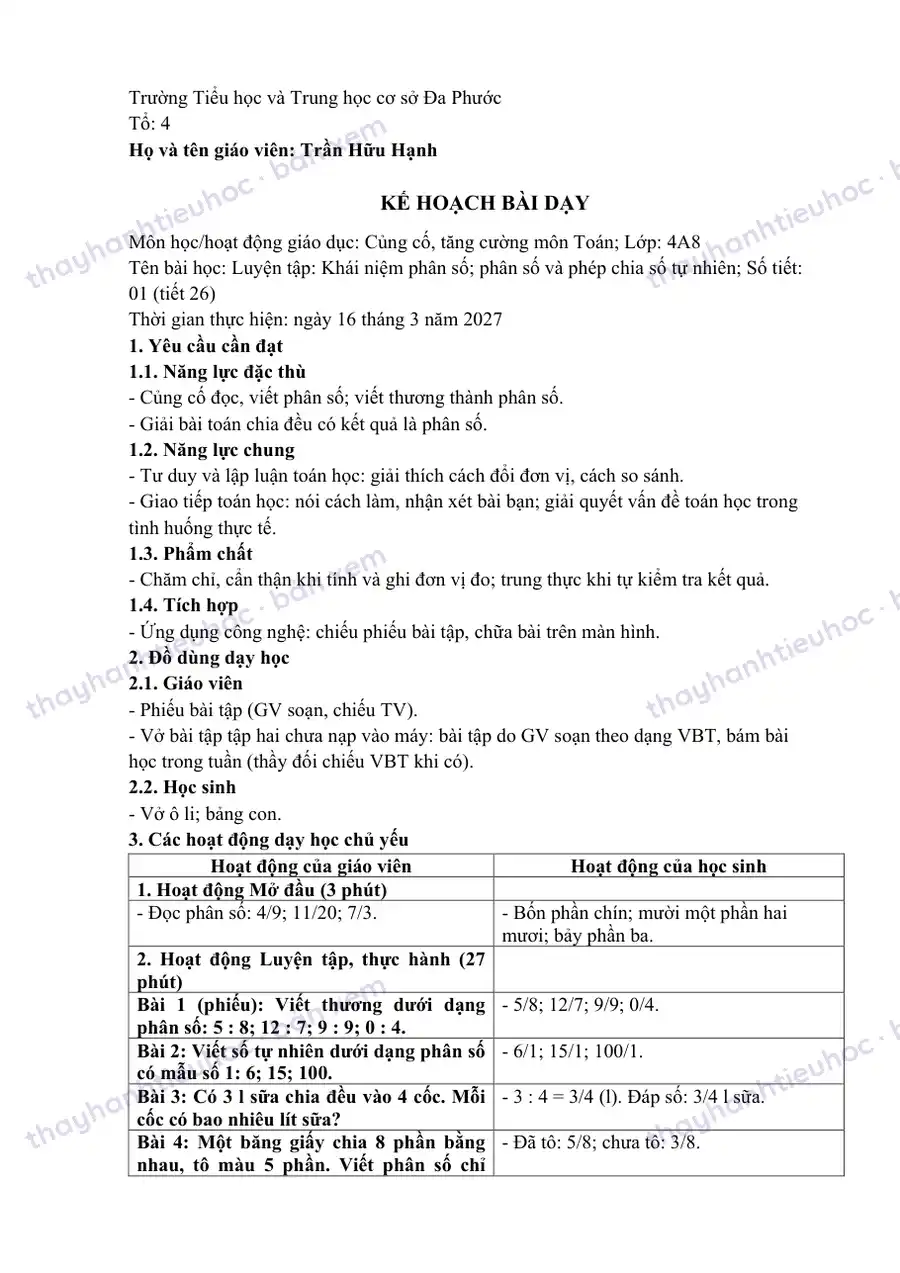 Trường Tiểu học và Trung học cơ sở Đa Phước
Tổ: 4
Họ và tên giáo viên: Trần Hữu Hạnh
KẾ HOẠCH BÀI DẠY
Môn học/hoạt động giáo dục: Củng cố, tăng cường môn Toán; Lớp: 4A8
Tên bài học: Luyện tập: Khái niệm phân số; phân số và phép chia số tự nhiên; Số tiết:
01 (tiết 26)
Thời gian thực hiện: ngày 16 tháng 3 năm 2027
1. Yêu cầu cần đạt
1.1. Năng lực đặc thù
- Củng cố đọc, viết phân số; viết thương thành phân số.
- Giải bài toán chia đều có kết quả là phân số.
1.2. Năng lực chung
- Tư duy và lập luận toán học: giải thích cách đổi đơn vị, cách so sánh.
- Giao tiếp toán học: nói cách làm, nhận xét bài bạn; giải quyết vấn đề toán học trong
tình huống thực tế.
1.3. Phẩm chất
- Chăm chỉ, cẩn thận khi tính và ghi đơn vị đo; trung thực khi tự kiểm tra kết quả.
1.4. Tích hợp
- Ứng dụng công nghệ: chiếu phiếu bài tập, chữa bài trên màn hình.
2. Đồ dùng dạy học
2.1. Giáo viên
- Phiếu bài tập (GV soạn, chiếu TV).
- Vở bài tập tập hai chưa nạp vào máy: bài tập do GV soạn theo dạng VBT, bám bài
học trong tuần (thầy đối chiếu VBT khi có).
2.2. Học sinh
- Vở ô li; bảng con.
3. Các hoạt động dạy học chủ yếu
Hoạt động của giáo viên
Hoạt động của học sinh
1. Hoạt động Mở đầu (3 phút)
- Đọc phân số: 4/9; 11/20; 7/3.
- Bốn phần chín; mười một phần hai
mươi; bảy phần ba.
2. Hoạt động Luyện tập, thực hành (27
phút)
Bài 1 (phiếu): Viết thương dưới dạng
phân số: 5 : 8; 12 : 7; 9 : 9; 0 : 4.
- 5/8; 12/7; 9/9; 0/4.
Bài 2: Viết số tự nhiên dưới dạng phân số
có mẫu số 1: 6; 15; 100.
- 6/1; 15/1; 100/1.
Bài 3: Có 3 l sữa chia đều vào 4 cốc. Mỗi
cốc có bao nhiêu lít sữa?
- 3 : 4 = 3/4 (l). Đáp số: 3/4 l sữa.
Bài 4: Một băng giấy chia 8 phần bằng
nhau, tô màu 5 phần. Viết phân số chỉ
- Đã tô: 5/8; chưa tô: 3/8.
thayhanhtieuhoc · bản xem
thayhanhtieuhoc · b
thayhanhtieuhoc · bản xem
thayhanhtieuhoc · b
thayhanhtieuhoc · bản xem
thayhanhtieuhoc · b